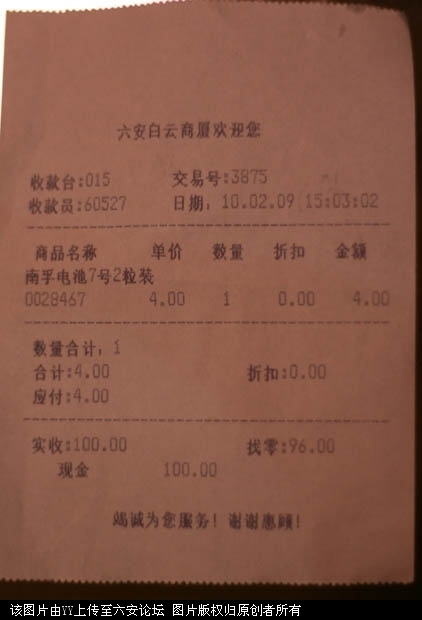 六安白云商厦欢迎您
收款台:015 交易号:3875
收款员:60527 日期: 10.02.09 15:03:02
商品名称 单价 数量 折扣 金额
南孚电池7号2粒装
0028467 4.00 1 0.00 4.00
数量合计: 1
合计:4.00 折扣:0.00
应付:4.00
实收:100.00 找零:96.00
现金 100.00
竭诚为您服务! 谢谢惠顾!
该图片由YY上传至六安论坛 图片版权归原创者所有